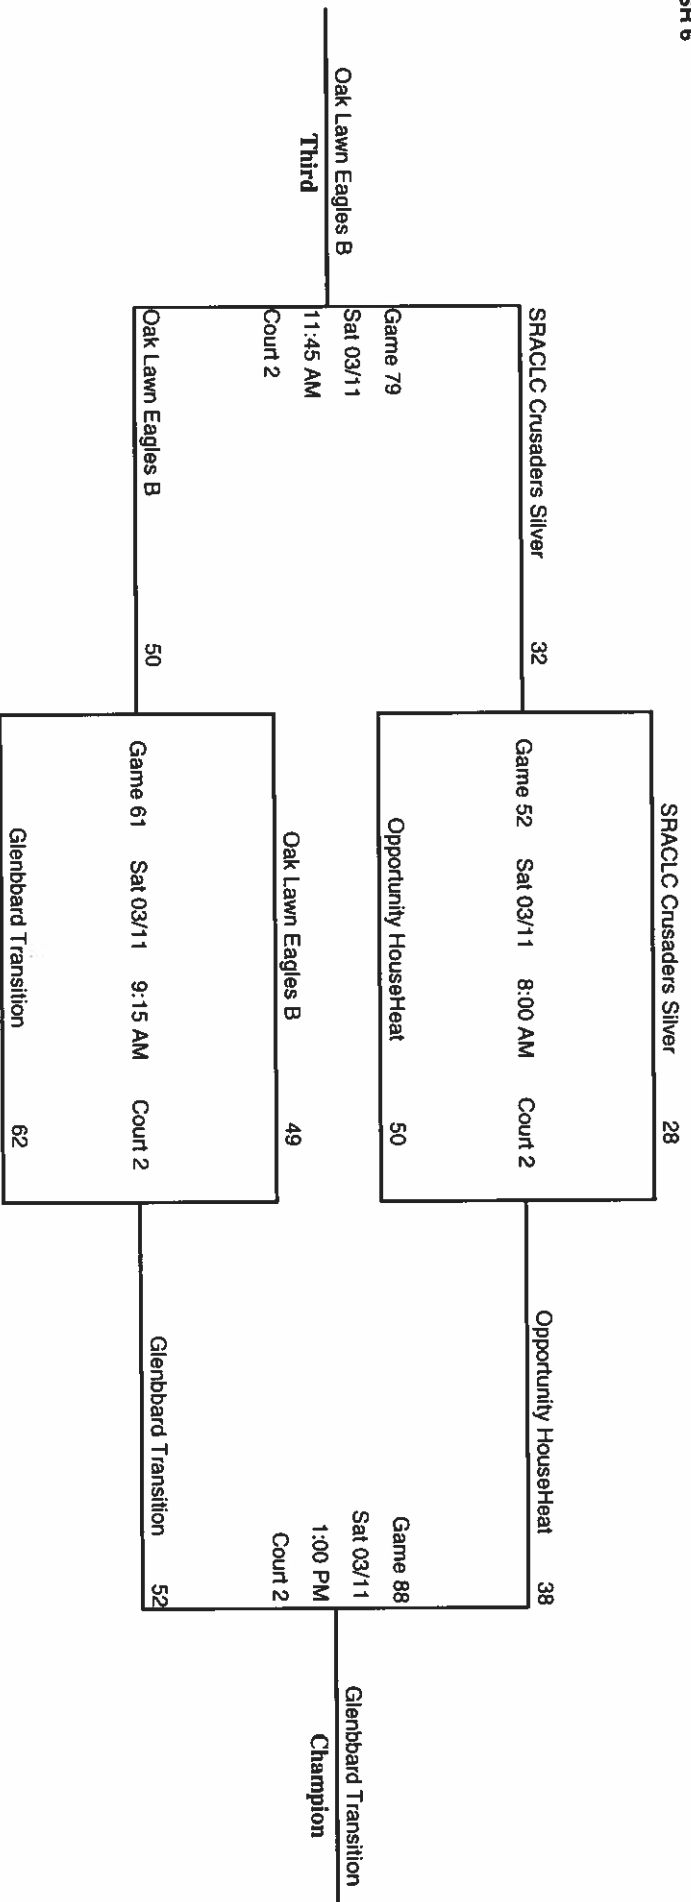 SR 6
SRACLC Crusaders Silver 28
Game 52 Sat 03/11 8:00 AM Court 2
Opportunity HouseHeat 50
Oak Lawn Eagles B 49
Game 61 Sat 03/11 9:15 AM Court 2
Glenbbard Transition 62
SRACLC Crusaders Silver 32
Game 79
Sat 03/11
11:45 AM
Court 2
Oak Lawn Eagles B 50
Oak Lawn Eagles B
Third
Opportunity HouseHeat 38
Game 88
Sat 03/11
1:00 PM
Court 2
Glenbbard Transition 52
Glenbbard Transition
Champion